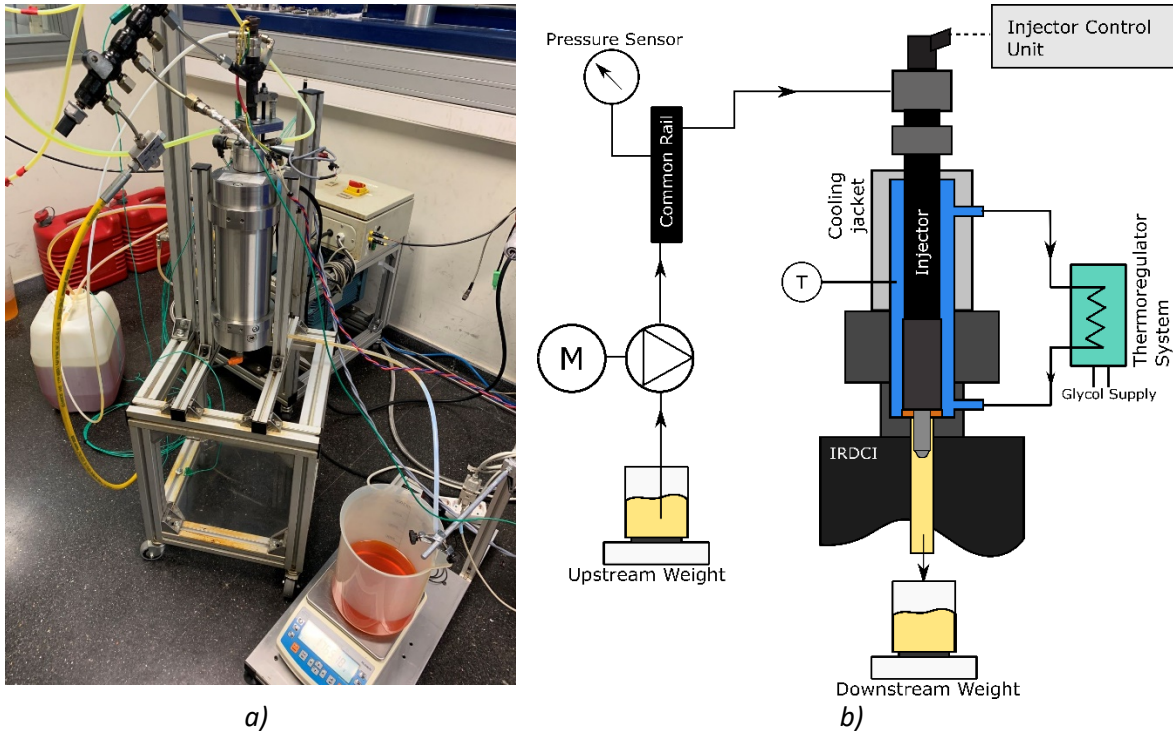 Pressure Sensor
Injector Control
Unit
Common Rail
Cooling
jacket
Injector
T
Thermoregulator
System
M
Glycol Supply
IRDCI
Upstream Weight
Downstream Weight
a)
b)